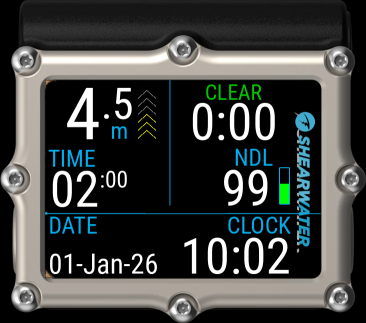 4.5 m
CLEAR
0:00
TIME
02:00
NDL
99
DATE
01-Jan-26
CLOCK
10:02
SHEARWATER